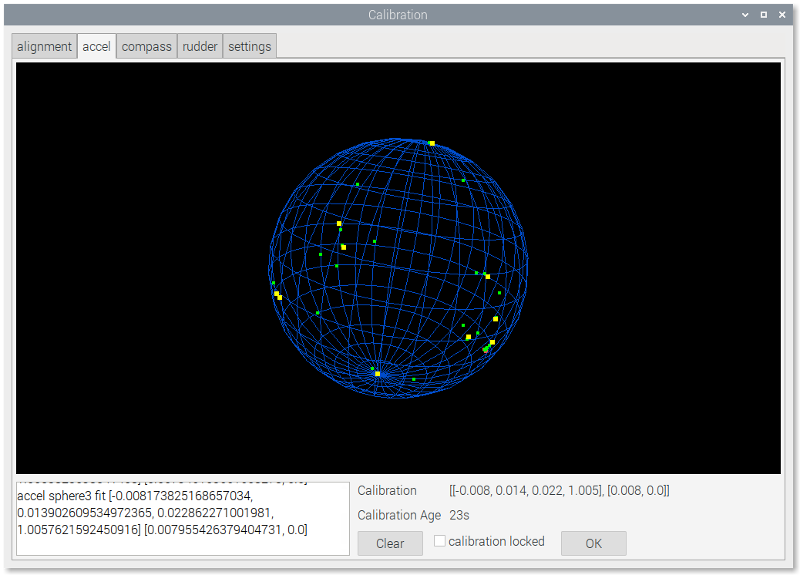 Calibration
alignment accel compass rudder settings
accel sphere3 fit [-0.008173825168657034,
0.013902609534972365, 0.022862271001981,
1.0057621592450916] [0.007955426379404731, 0.0]
Calibration [[-0.008, 0.014, 0.022, 1.005], [0.008, 0.0]]
Calibration Age 23s
Clear calibration locked OK